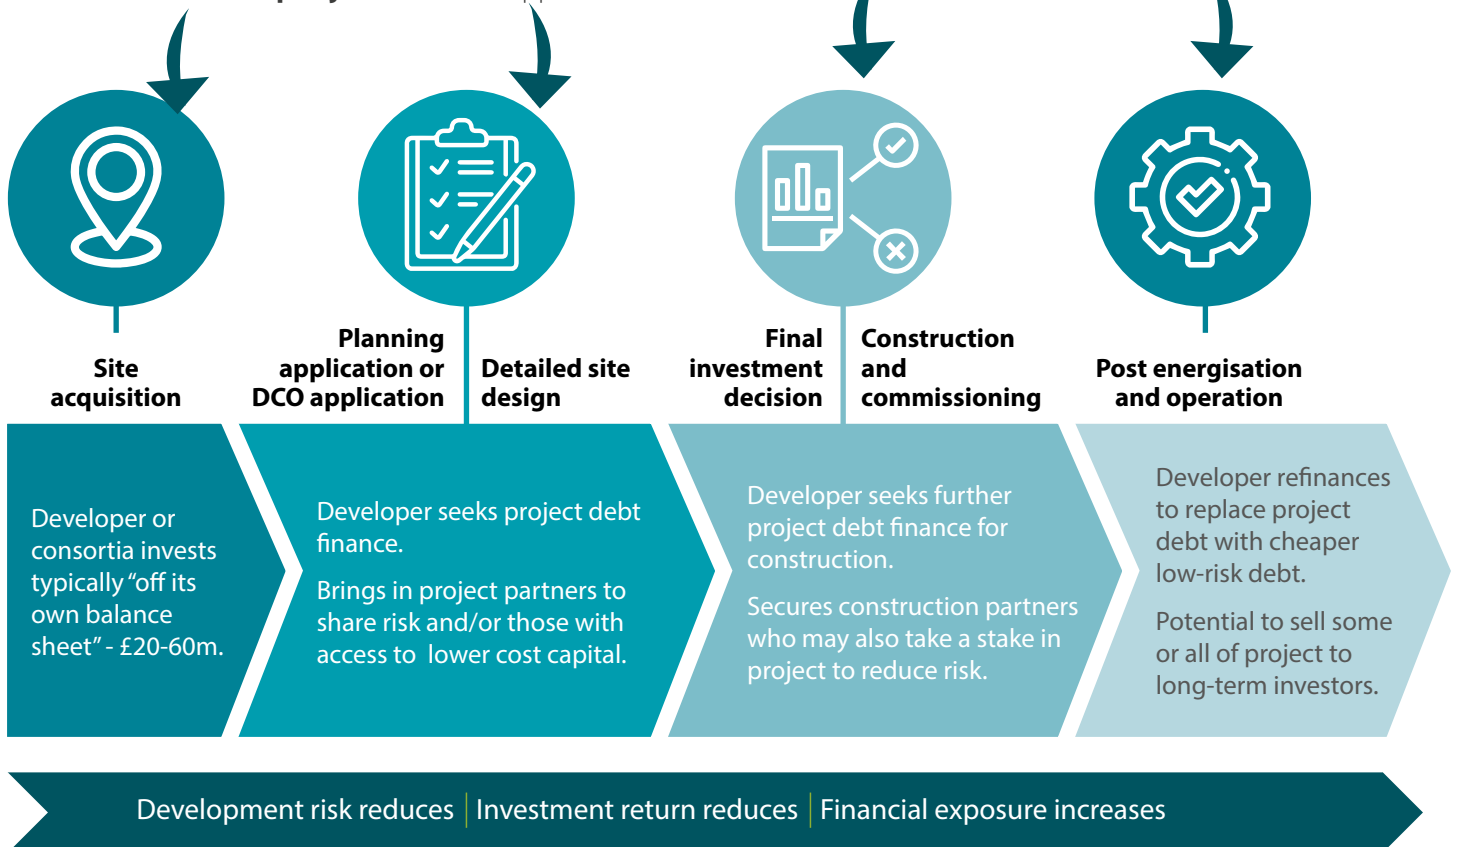 Site
acquisition
Planning
application or
DCO application
Detailed site
design
Final
investment
decision
Construction
and
commissioning
Post energisation
and operation
Developer or
consortia invests
typically “off its
own balance
sheet” - £20-60m.
Developer seeks project debt
finance.
Brings in project partners to
share risk and/or those with
access to lower cost capital.
Developer seeks further
project debt finance for
construction.
Secures construction partners
who may also take a stake in
project to reduce risk.
Developer refinances
to replace project
debt with cheaper
low-risk debt.
Potential to sell some
or all of project to
long-term investors.
Development risk reduces | Investment return reduces | Financial exposure increases